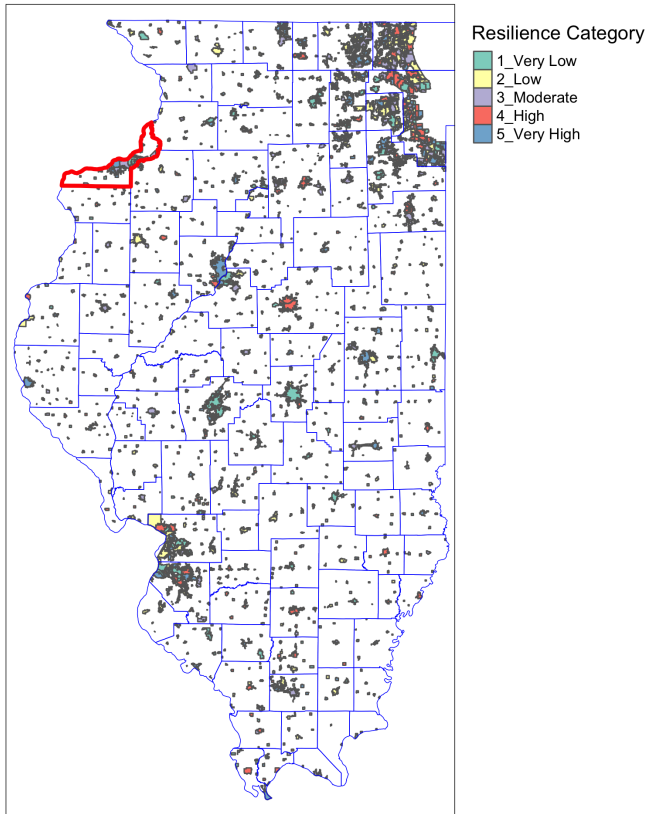 Resilience Category
1_Very Low
2_Low
3_Moderate
4_High
5_Very High